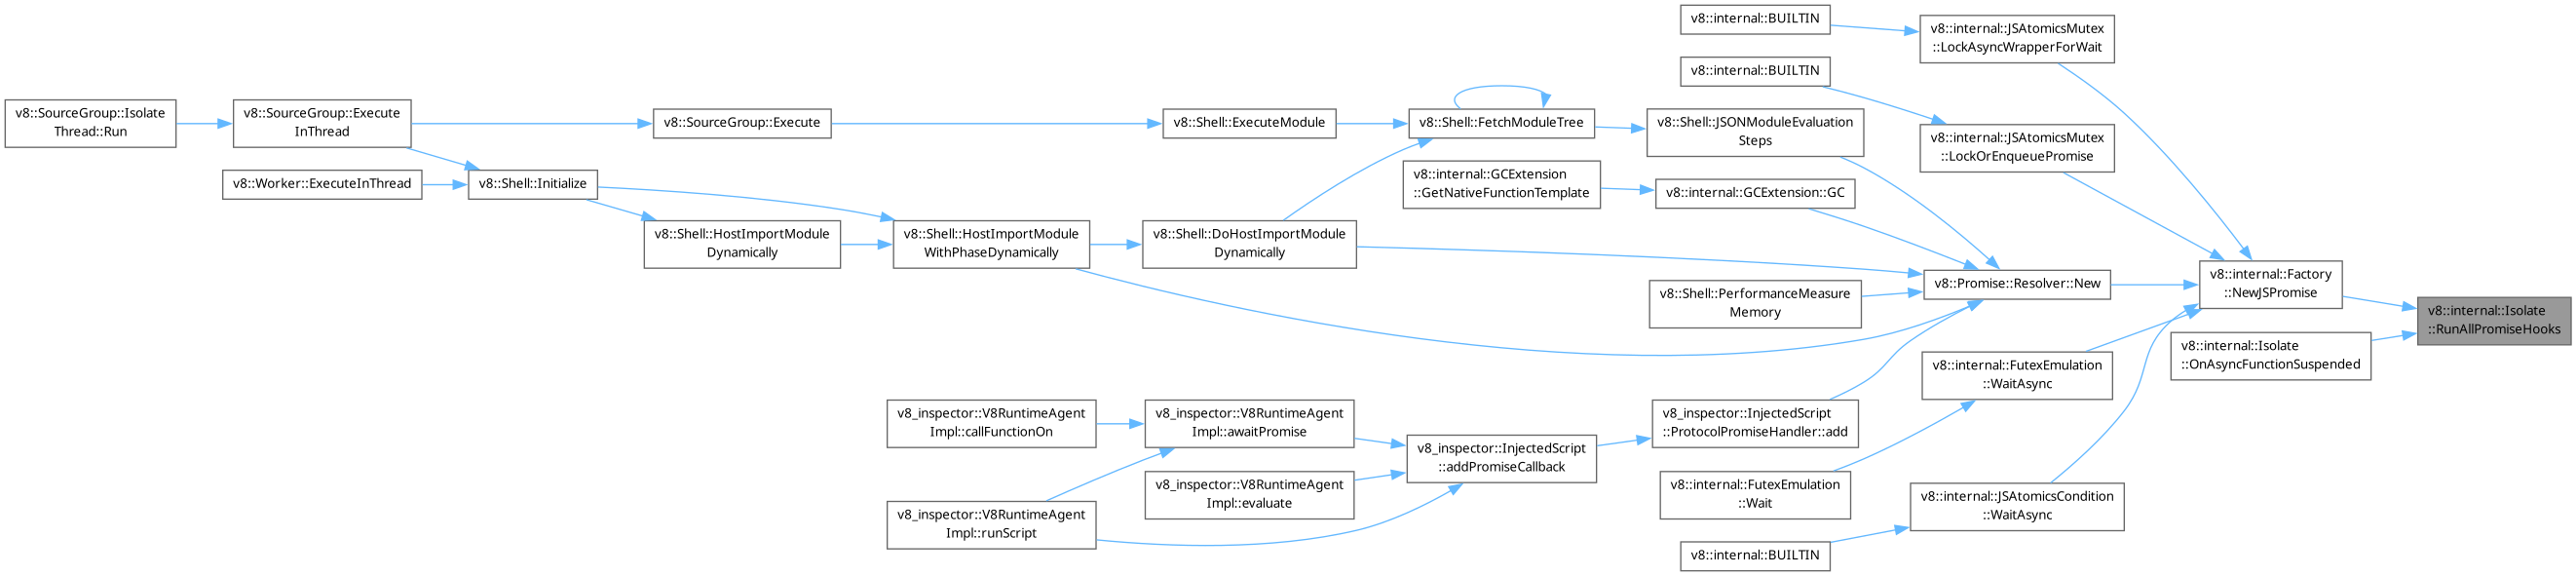 v8::internal::BUILTIN
v8::internal::JSAtomicsMutex
::LockAsyncWrapperForWait
v8::internal::BUILTIN
v8::SourceGroup::Isolate
Thread::Run
v8::SourceGroup::Execute
InThread
v8::SourceGroup::Execute
v8::Shell::ExecuteModule
v8::Shell::FetchModuleTree
v8::Shell::JSONModuleEvaluation
Steps
v8::internal::JSAtomicsMutex
::LockOrEnqueuePromise
v8::Worker::ExecuteInThread
v8::Shell::Initialize
v8::internal::GCExtension
::GetNativeFunctionTemplate
v8::internal::GCExtension::GC
v8::Shell::HostImportModule
Dynamically
v8::Shell::HostImportModule
WithPhaseDynamically
v8::Shell::DoHostImportModule
Dynamically
v8::Shell::PerformanceMeasure
Memory
v8::Promise::Resolver::New
v8::internal::Factory
::NewJSPromise
v8::internal::Isolate
::RunAllPromiseHooks
v8::internal::Isolate
::OnAsyncFunctionSuspended
v8::internal::FutexEmulation
::WaitAsync
v8_inspector::V8RuntimeAgent
Impl::callFunctionOn
v8_inspector::V8RuntimeAgent
Impl::awaitPromise
v8_inspector::InjectedScript
::addPromiseCallback
v8_inspector::InjectedScript
::ProtocolPromiseHandler::add
v8_inspector::V8RuntimeAgent
Impl::evaluate
v8::internal::FutexEmulation
::Wait
v8_inspector::V8RuntimeAgent
Impl::runScript
v8::internal::JSAtomicsCondition
::WaitAsync
v8::internal::BUILTIN